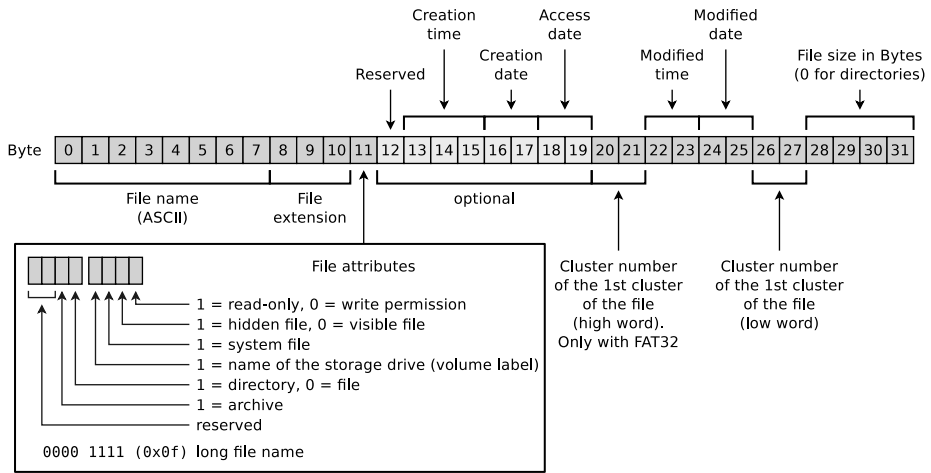 Creation
time
Access
date
Modified
date
Reserved
Creation
date
Modified
time
File size in Bytes
(0 for directories)
Byte 0 1 2 3 4 5 6 7 8 9 10 11 12 13 14 15 16 17 18 19 20 21 22 23 24 25 26 27 28 29 30 31
File name
(ASCII)
File
extension
optional
Cluster number
of the 1st cluster
of the file
(high word).
Only with FAT32
Cluster number
of the 1st cluster
of the file
(low word)
File attributes
1 = read-only, 0 = write permission
1 = hidden file, 0 = visible file
1 = system file
1 = name of the storage drive (volume label)
1 = directory, 0 = file
1 = archive
reserved
0000 1111 (0x0f) long file name